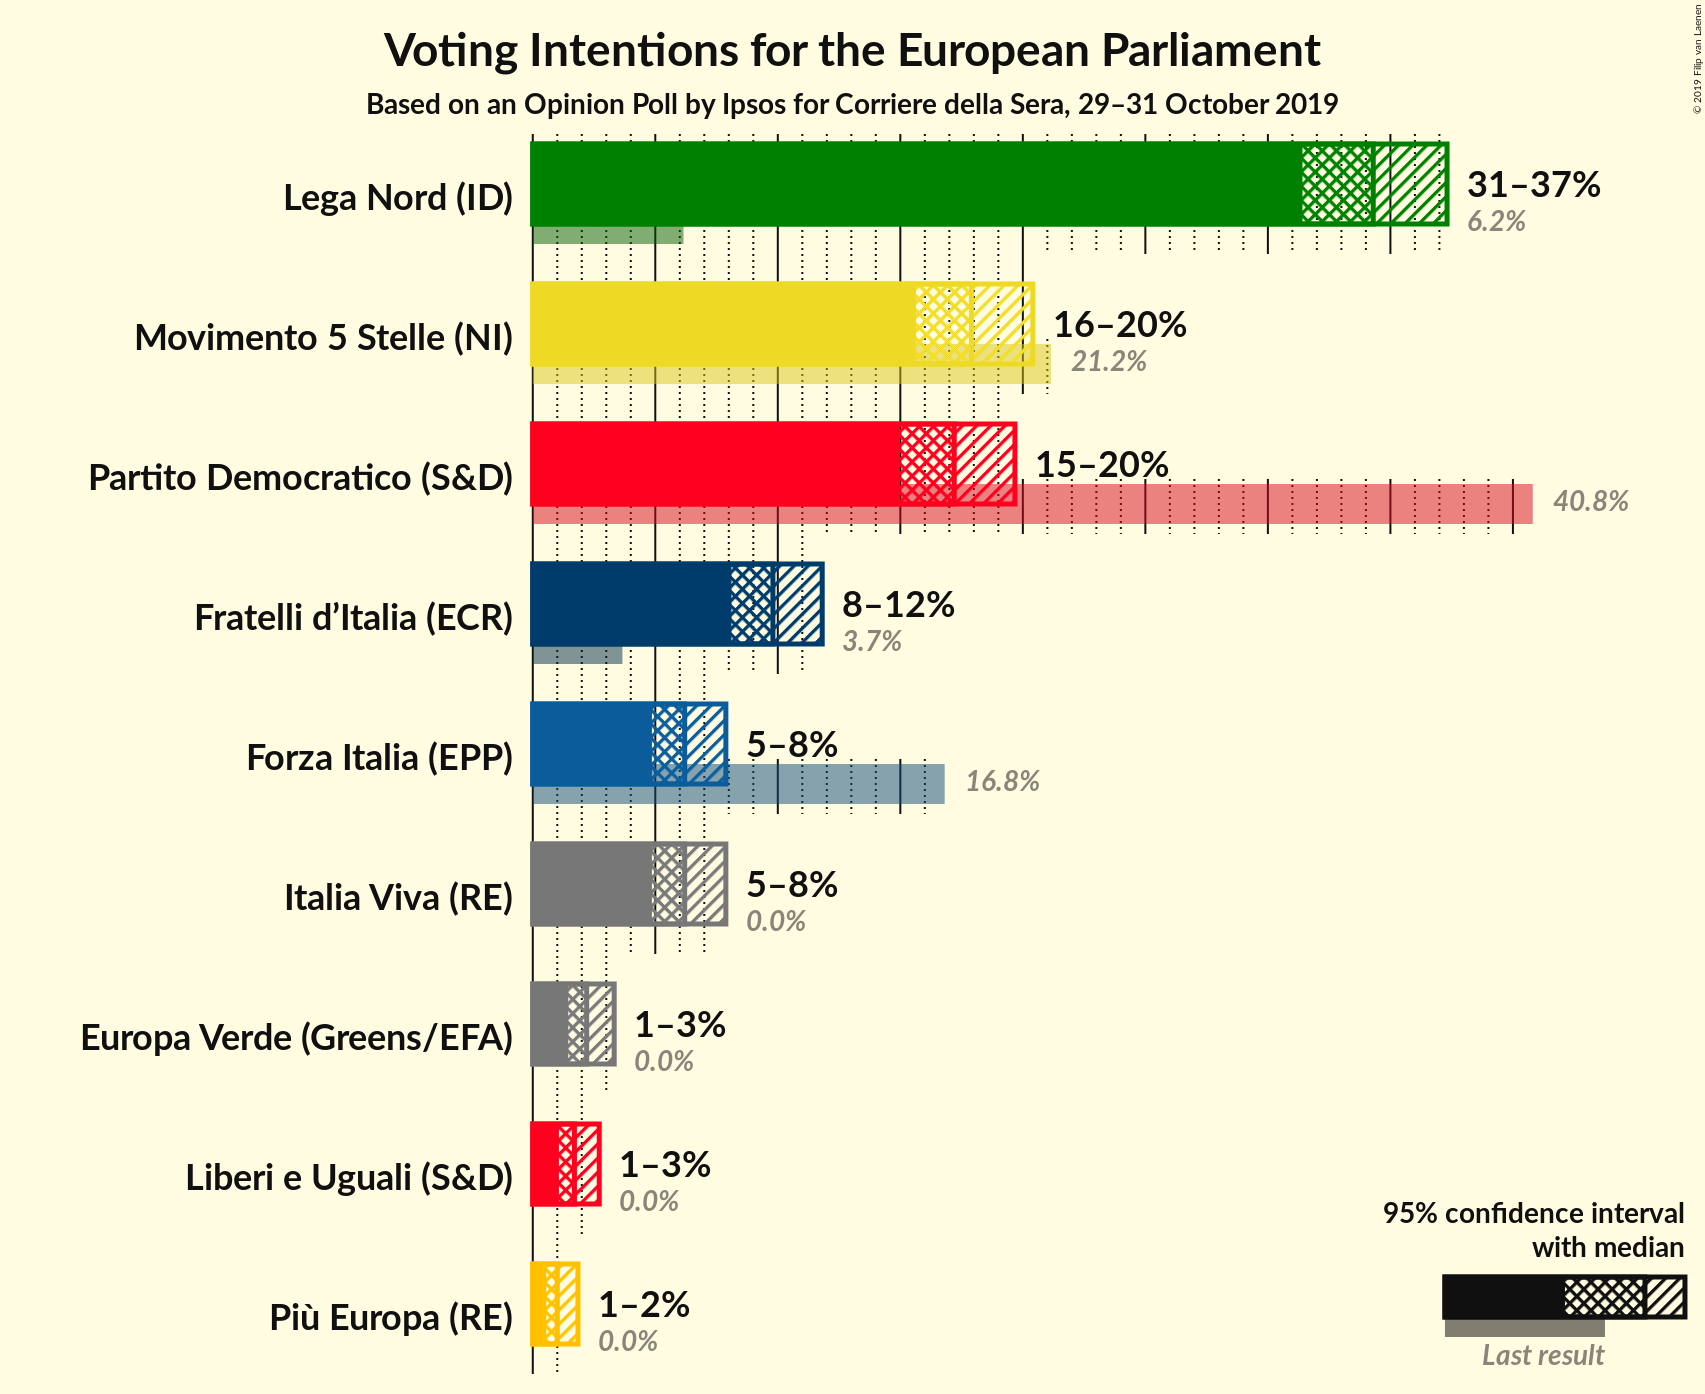 Voting Intentions for the European Parliament
Based on an Opinion Poll by Ipsos for Corriere della Sera, 29–31 October 2019
© 2019 Filip van Laenen
Lega Nord (ID)
31–37%
6.2%
Movimento 5 Stelle (NI)
16–20%
21.2%
Partito Democratico (S&D)
15–20%
40.8%
Fratelli d’Italia (ECR)
8–12%
3.7%
Forza Italia (EPP)
5–8%
16.8%
Italia Viva (RE)
5–8%
0.0%
Europa Verde (Greens/EFA)
1–3%
0.0%
Liberi e Uguali (S&D)
1–3%
0.0%
Più Europa (RE)
1–2%
0.0%
95% confidence interval
with median
Last result